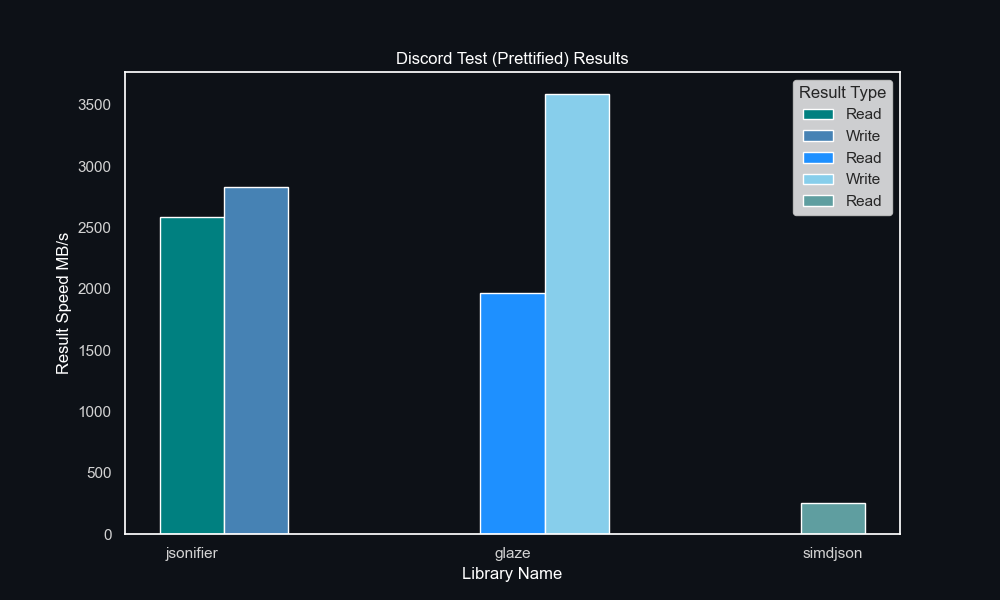 Discord Test (Prettified) Results
Result Type
Read
Write
Read
Write
Read
3500
3000
2500
2000
1500
1000
500
0
Result Speed MB/s
jsonifier
glaze
simdjson
Library Name